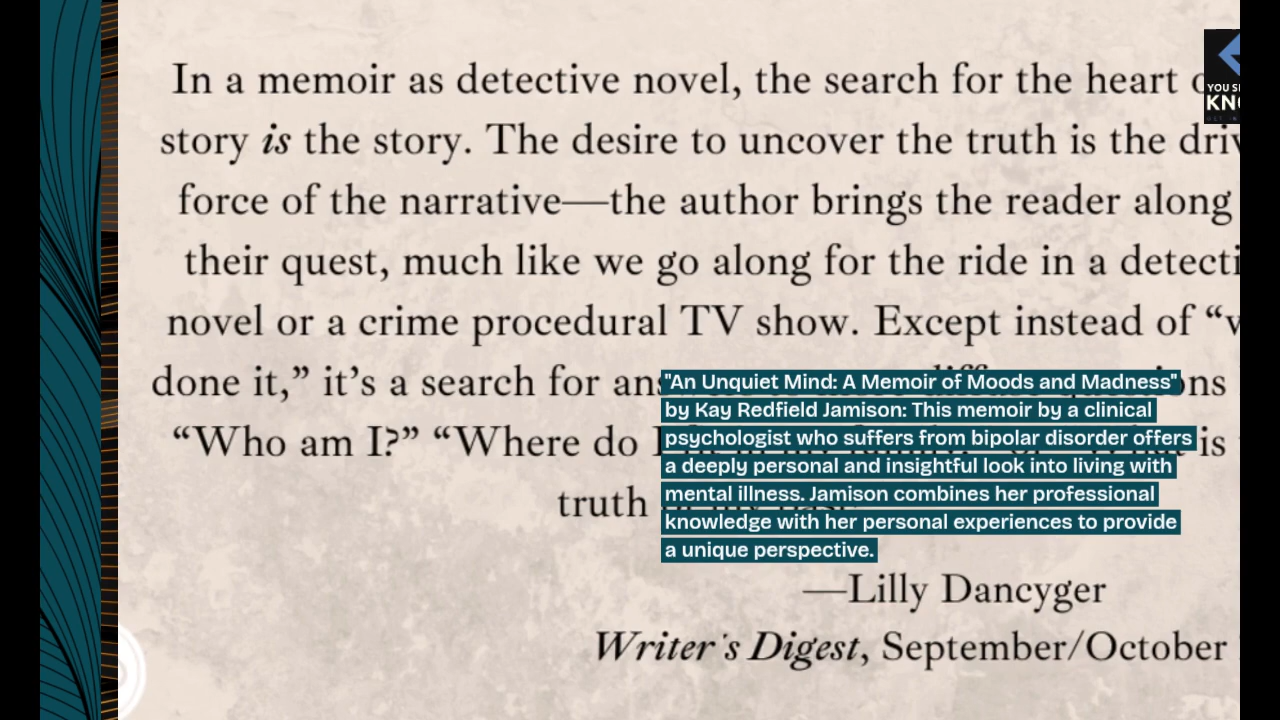 In a memoir as detective novel, the search for the heart
story is the story. The desire to uncover the truth is the
force of the narrative—the author brings the reader along
their quest, much like we go along for the ride in a
novel or a crime procedural TV show. Except instead of
done it,” it’s a search for
“Who am I?” “Where do I
is
truth
"An Unquiet Mind: A Memoir of Moods and Madness"
by Kay Redfield Jamison: This memoir by a clinical
psychologist who suffers from bipolar disorder offers
a deeply personal and insightful look into living with
mental illness. Jamison combines her professional
knowledge with her personal experiences to provide
a unique perspective.
—Lilly Dancyger
Writer's Digest, September/October
YOU